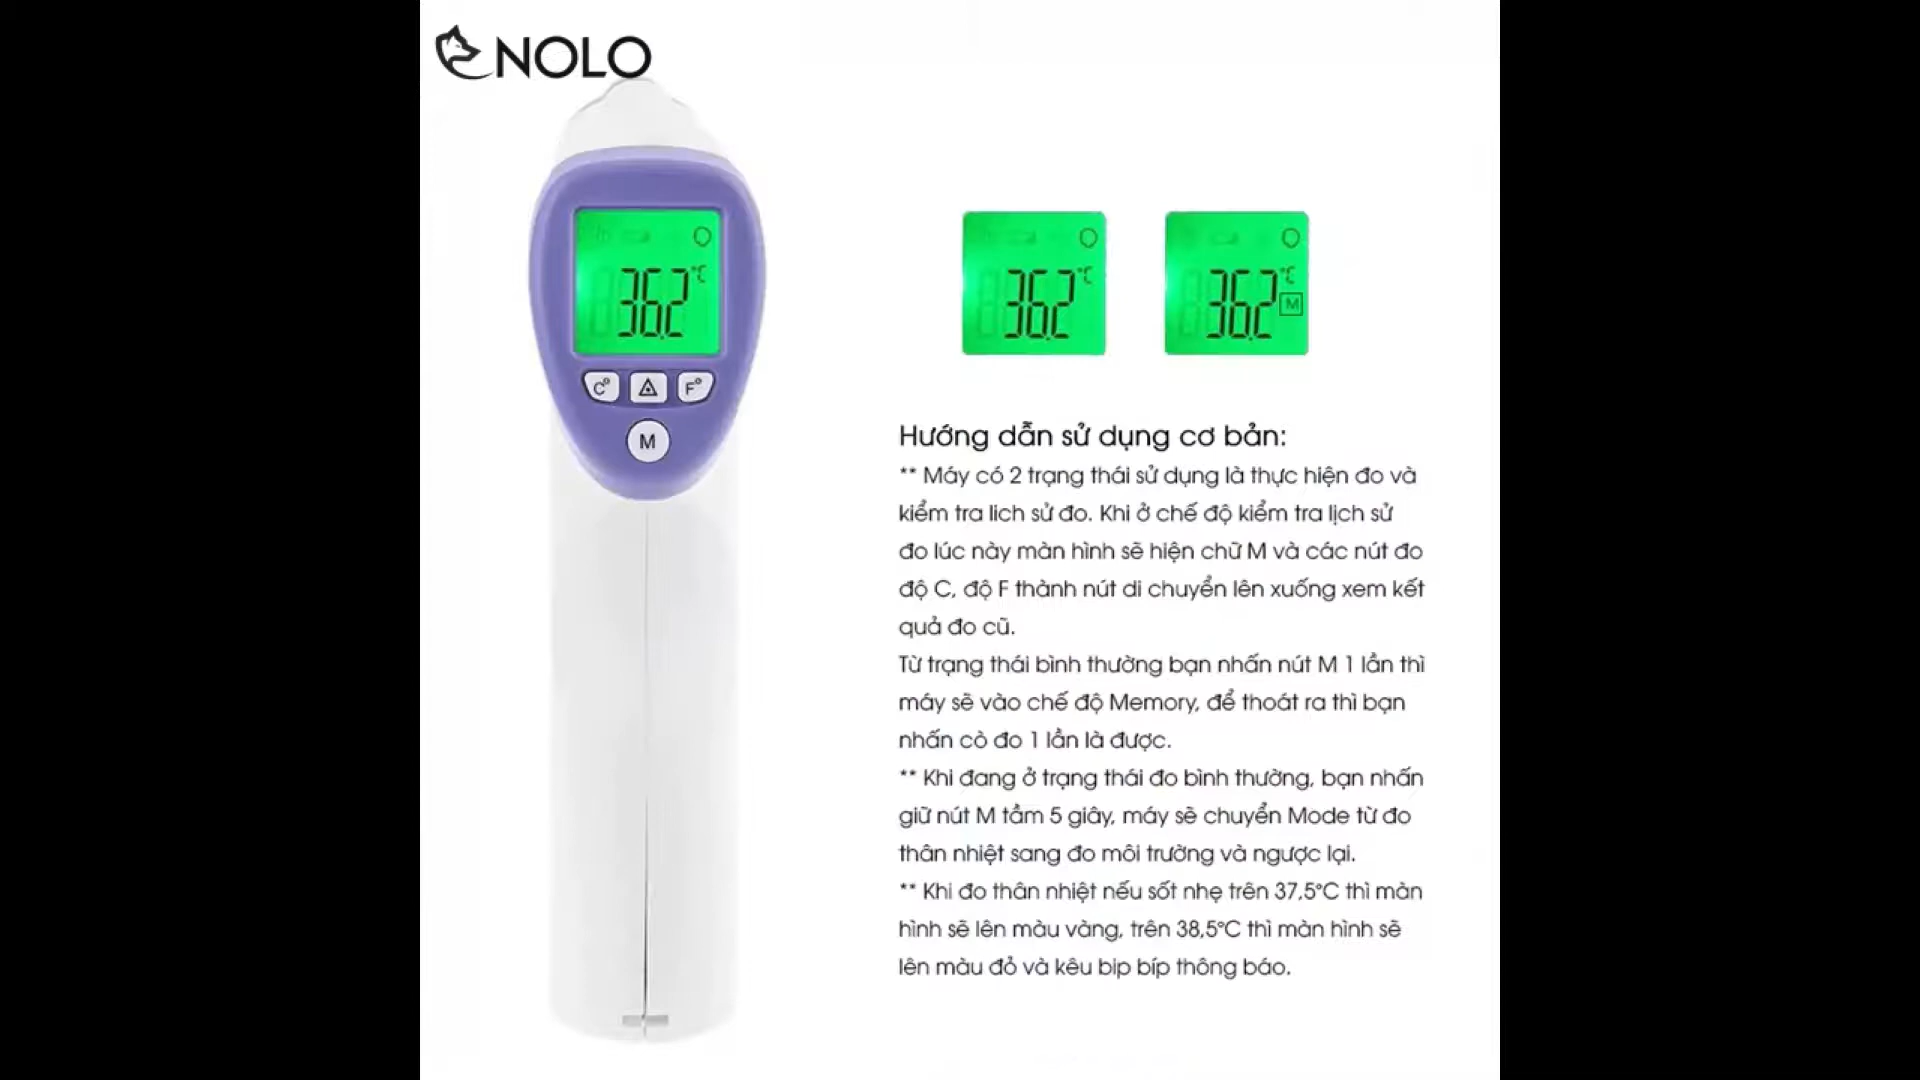 NOLO
36.2 °C
C°
F°
M
36.2 °C
36.2 °C
M
Hướng dẫn sử dụng cơ bản:
** Máy có 2 trạng thái sử dụng là thực hiện đo và
kiểm tra lich sử đo. Khi ở chế độ kiểm tra lịch sử
đo lúc này màn hình sẽ hiện chữ M và các nút đo
độ C, độ F thành nút di chuyển lên xuống xem kết
quả đo cũ.
Từ trạng thái bình thường bạn nhấn nút M 1 lần thì
máy sẽ vào chế độ Memory, để thoát ra thì bạn
nhấn cò đo 1 lần là được.
** Khi đang ở trạng thái đo bình thường, bạn nhấn
giữ nút M tầm 5 giây, máy sẽ chuyển Mode từ đo
thân nhiệt sang đo môi trường và ngược lại.
** Khi đo thân nhiệt nếu sốt nhẹ trên 37,5°C thì màn
hình sẽ lên màu vàng, trên 38,5°C thì màn hình sẽ
lên màu đỏ và kêu bịp bíp thông báo.